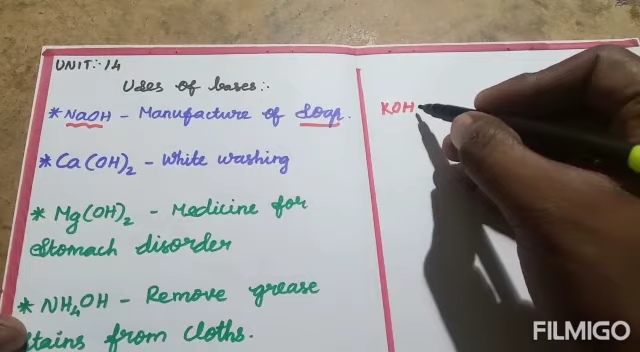 UNIT:-14
Uses of bases:-
* NaOH - Manufacture of Soap.
* Ca(OH)₂ - White washing
* Mg(OH)₂ - Medicine for
Stomach disorder
* NH₄OH - Remove grease
tains from cloths.
KOH
FILMIGO